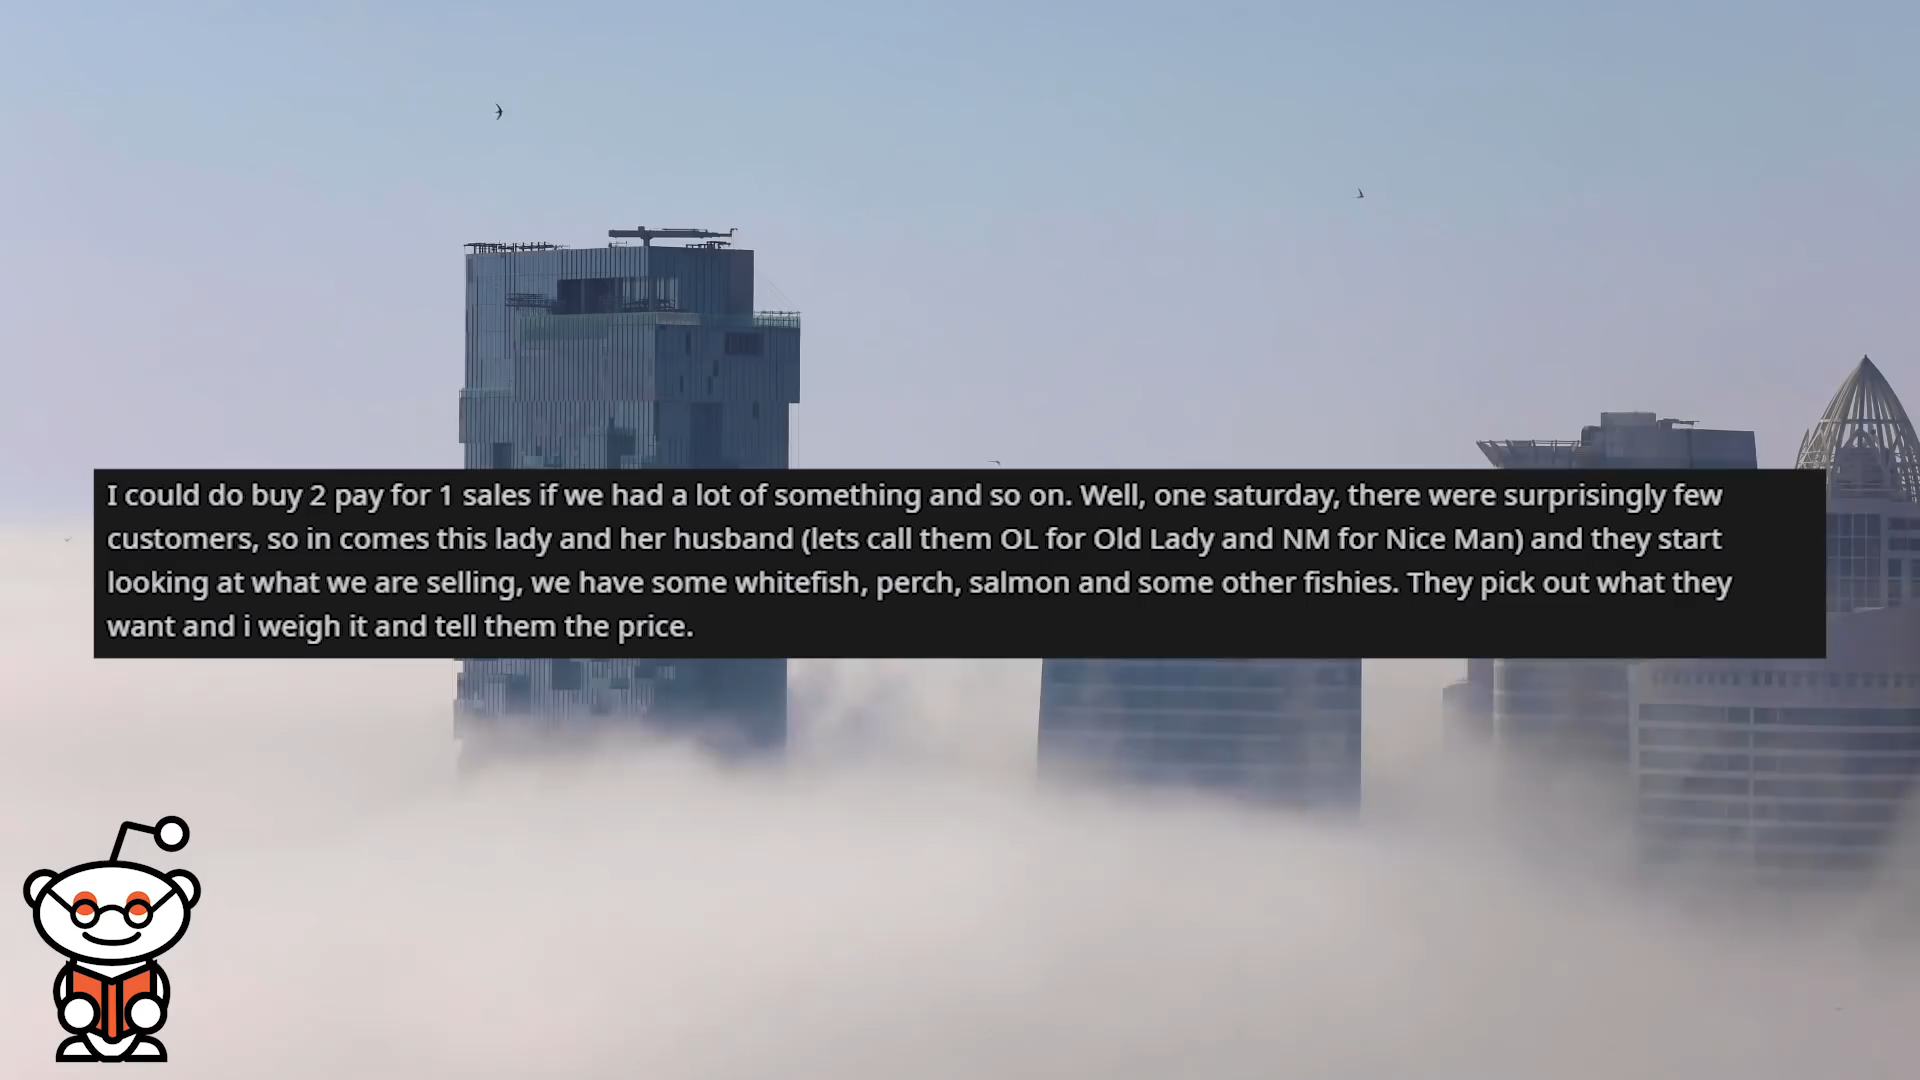 I could do buy 2 pay for 1 sales if we had a lot of something and so on. Well, one saturday, there were surprisingly few
customers, so in comes this lady and her husband (lets call them OL for Old Lady and NM for Nice Man) and they start
looking at what we are selling, we have some whitefish, perch, salmon and some other fishies. They pick out what they
want and i weigh it and tell them the price.